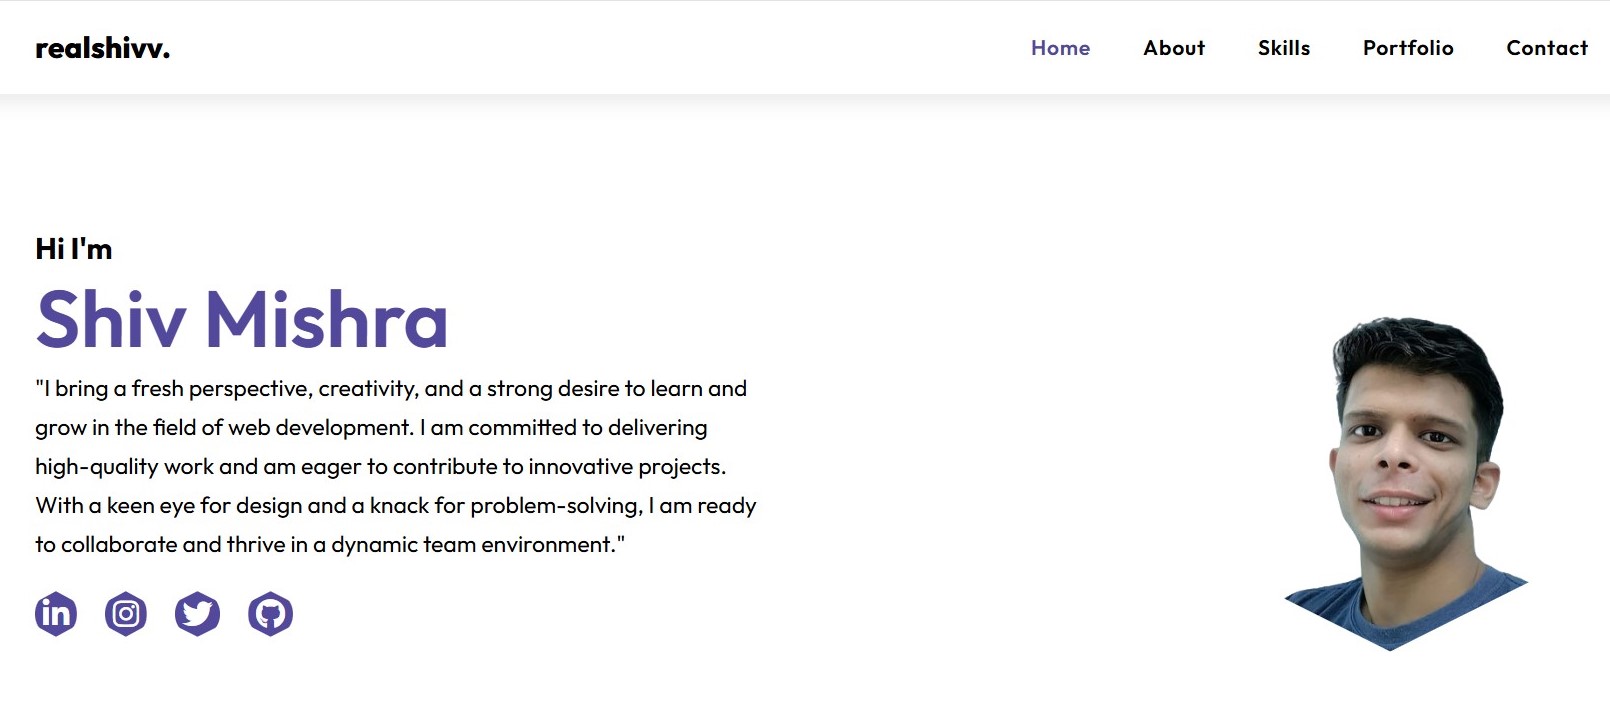 realshivv.
Home About Skills Portfolio Contact
Hi I'm
Shiv Mishra
"I bring a fresh perspective, creativity, and a strong desire to learn and
grow in the field of web development. I am committed to delivering
high-quality work and am eager to contribute to innovative projects.
With a keen eye for design and a knack for problem-solving, I am ready
to collaborate and thrive in a dynamic team environment."
in